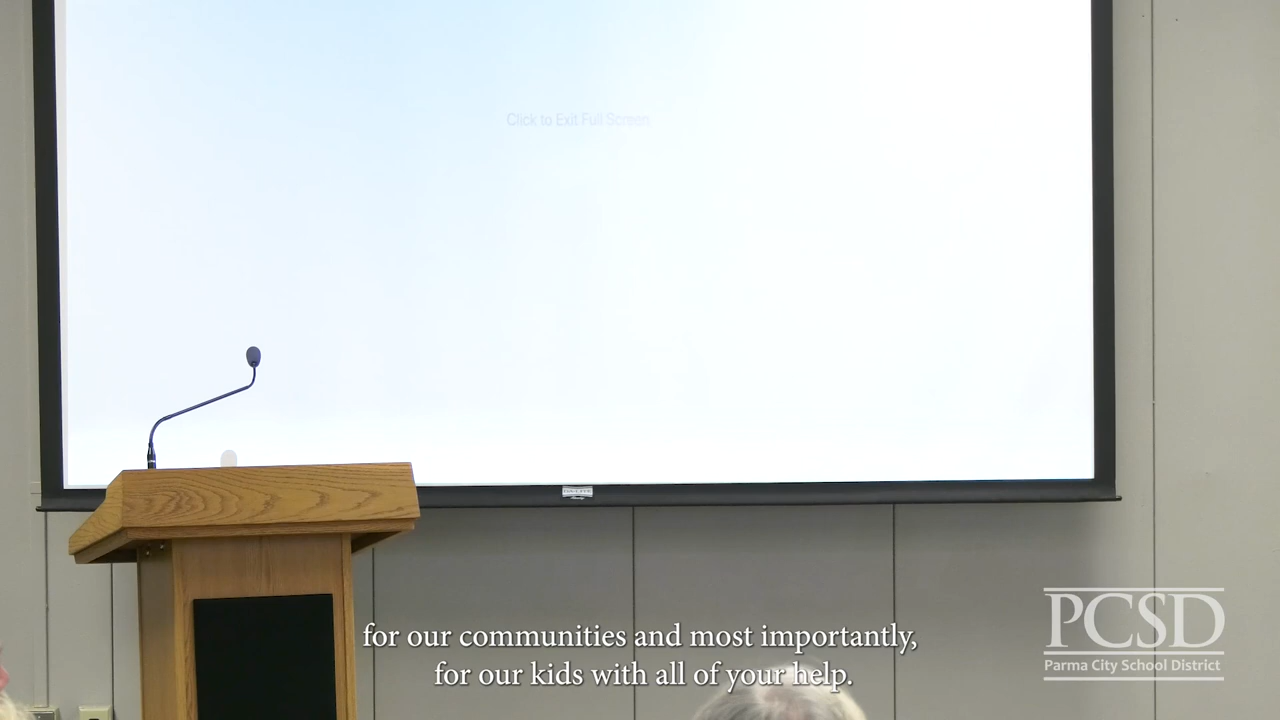 Click to Exit Full Screen
for our communities and most importantly,
for our kids with all of your help.
PCSD
Parma City School District